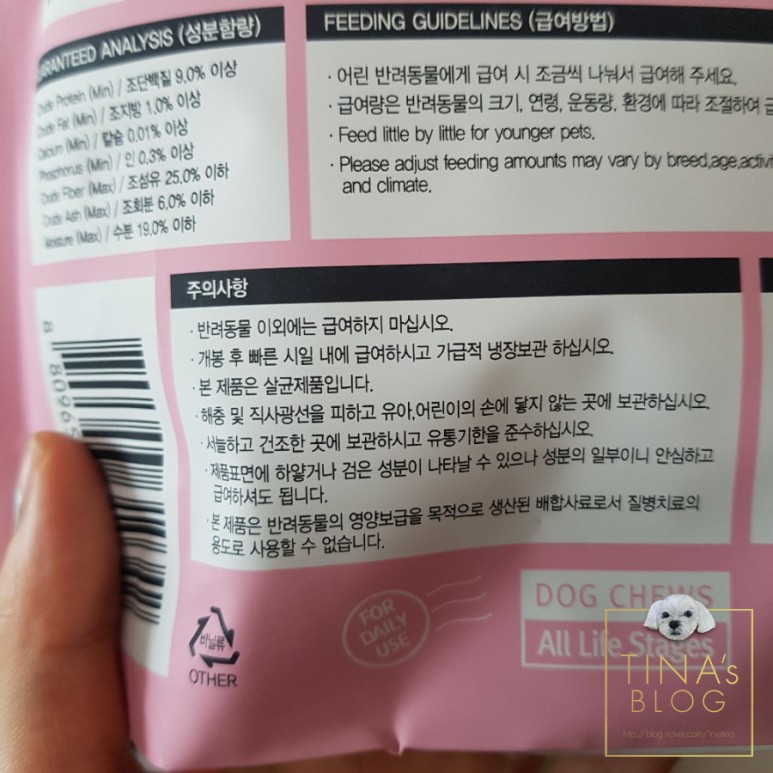 GUARANTEED ANALYSIS (성분함량)
Crude Protein (Min) / 조단백질 9.0% 이상
Crude Fat (Min) / 조지방 1.0% 이상
Calcium (Min) / 칼슘 0.01% 이상
Phosphorus (Min) / 인 0.3% 이상
Crude Fiber (Max) / 조섬유 25.0% 이하
Crude Ash (Max) / 조회분 6.0% 이하
Moisture (Max) / 수분 19.0% 이하
FEEDING GUIDELINES (급여방법)
· 어린 반려동물에게 급여 시 조금씩 나눠서 급여해 주세요.
· 급여량은 반려동물의 크기, 연령, 운동량, 환경에 따라 조절하여 급
· Feed little by little for younger pets.
· Please adjust feeding amounts may vary by breed,age,activi
and climate.
주의사항
· 반려동물 이외에는 급여하지 마십시오.
· 개봉 후 빠른 시일 내에 급여하시고 가급적 냉장보관 하십시오.
· 본 제품은 살균제품입니다.
· 해충 및 직사광선을 피하고 유아,어린이의 손에 닿지 않는 곳에 보관하십시오.
· 서늘하고 건조한 곳에 보관하시고 유통기한을 준수하십시오.
· 제품표면에 하얗거나 검은 성분이 나타날 수 있으나 성분의 일부이니 안심하고
급여하셔도 됩니다.
· 본 제품은 반려동물의 영양보급을 목적으로 생산된 배합사료로서 질병치료의
용도로 사용할 수 없습니다.
8 8096
비닐류
OTHER
FOR
DAILY
USE
DOG CHEWS
All Life Stages
TINA's
BLOG